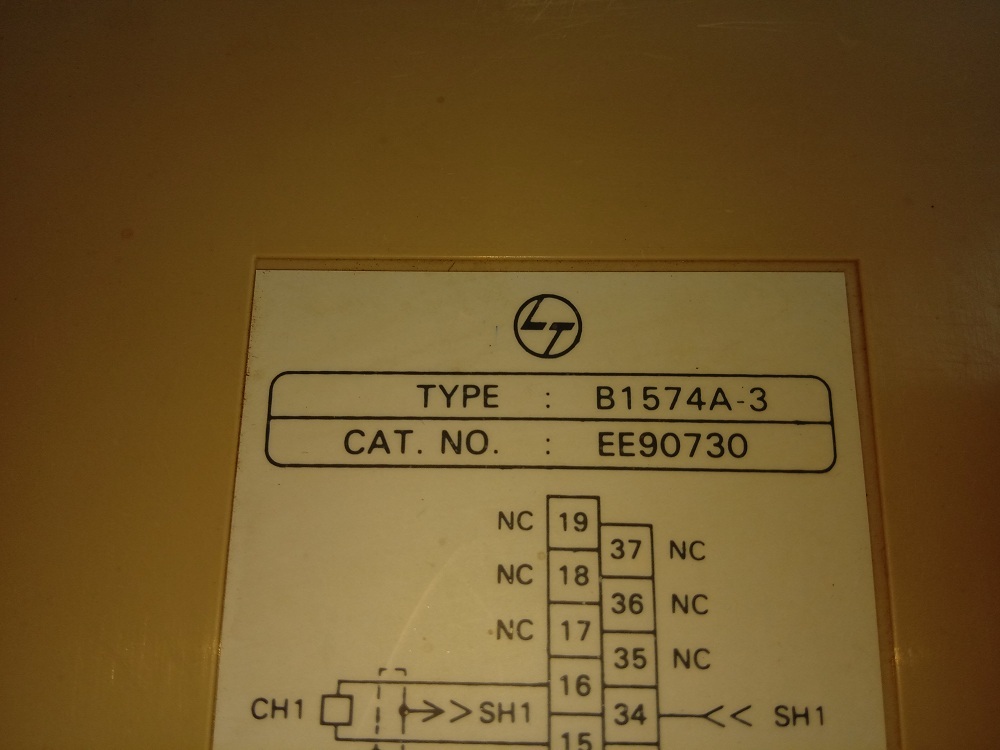 LT
TYPE : B1574A-3
CAT. NO. : EE90730
NC 19
37 NC
NC 18
36 NC
NC 17
35 NC
16
CH1 SH1 34 SH1
15